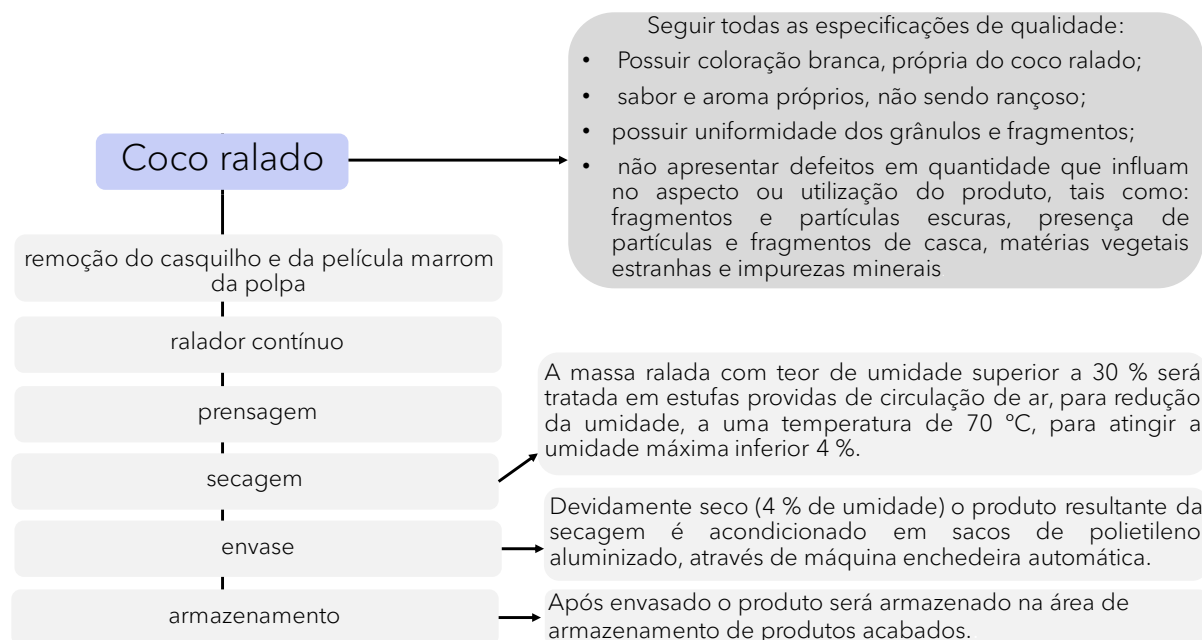 Seguir todas as especificações de qualidade:
• Possuir coloração branca, própria do coco ralado;
• sabor e aroma próprios, não sendo rançoso;
• possuir uniformidade dos grânulos e fragmentos;
• não apresentar defeitos em quantidade que influam
no aspecto ou utilização do produto, tais como:
fragmentos e partículas escuras, presença de
partículas e fragmentos de casca, matérias vegetais
estranhas e impurezas minerais
Coco ralado
remoção do casquilho e da película marrom
da polpa
ralador contínuo
prensagem
secagem
A massa ralada com teor de umidade superior a 30 % será
tratada em estufas providas de circulação de ar, para redução
da umidade, a uma temperatura de 70 ºC, para atingir a
umidade máxima inferior 4 %.
envase
Devidamente seco (4 % de umidade) o produto resultante da
secagem é acondicionado em sacos de polietileno
aluminizado, através de máquina enchedeira automática.
armazenamento
Após envasado o produto será armazenado na área de
armazenamento de produtos acabados.